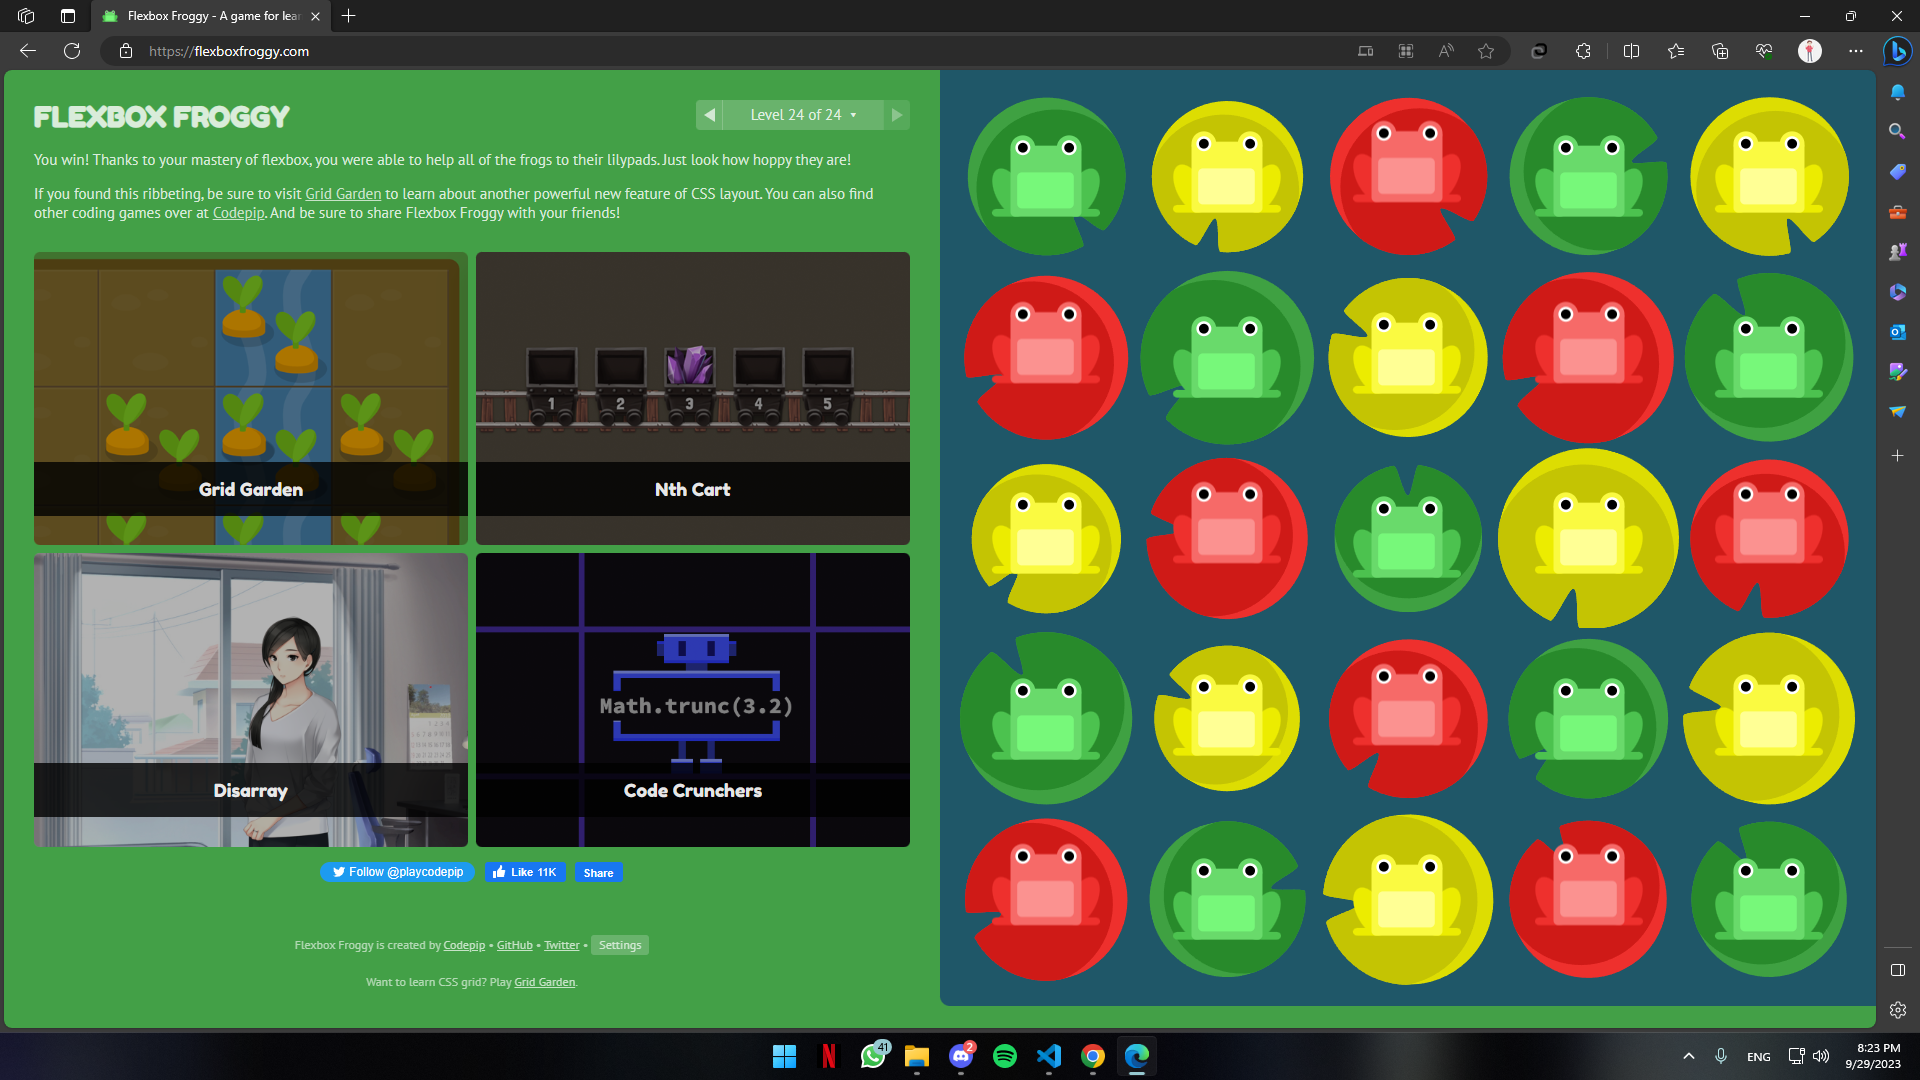 Flexbox Froggy - A game for lear
https://flexboxfroggy.com
FLEXBOX FROGGY
Level 24 of 24
You win! Thanks to your mastery of flexbox, you were able to help all of the frogs to their lilypads. Just look how hoppy they are!
If you found this ribbeting, be sure to visit Grid Garden to learn about another powerful new feature of CSS layout. You can also find
other coding games over at Codepip. And be sure to share Flexbox Froggy with your friends!
1 2 3 4 5
Grid Garden
Nth Cart
Math.trunc(3.2)
Disarray
Code Crunchers
Follow @playcodepip
Like 11K
Share
Flexbox Froggy is created by Codepip • GitHub • Twitter • Settings
Want to learn CSS grid? Play Grid Garden.
41
2
ENG
8:23 PM
9/29/2023